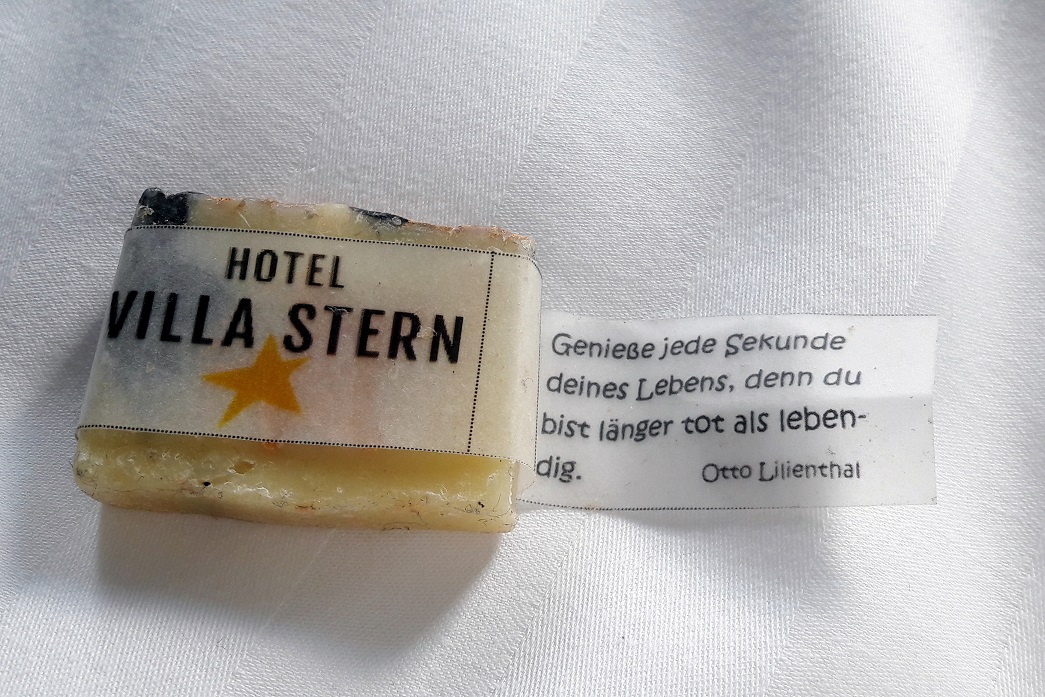 HOTEL
VILLA STERN
Genieße jede Sekunde
deines Lebens, denn du
bist länger tot als leben-
dig.
Otto Lilienthal